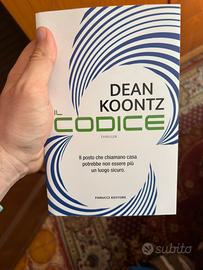 DEAN
KOONTZ
IL
CODICE
THRILLER
Il posto che chiamano casa
potrebbe non essere più
un luogo sicuro.
FANUCCI EDITORE
subito